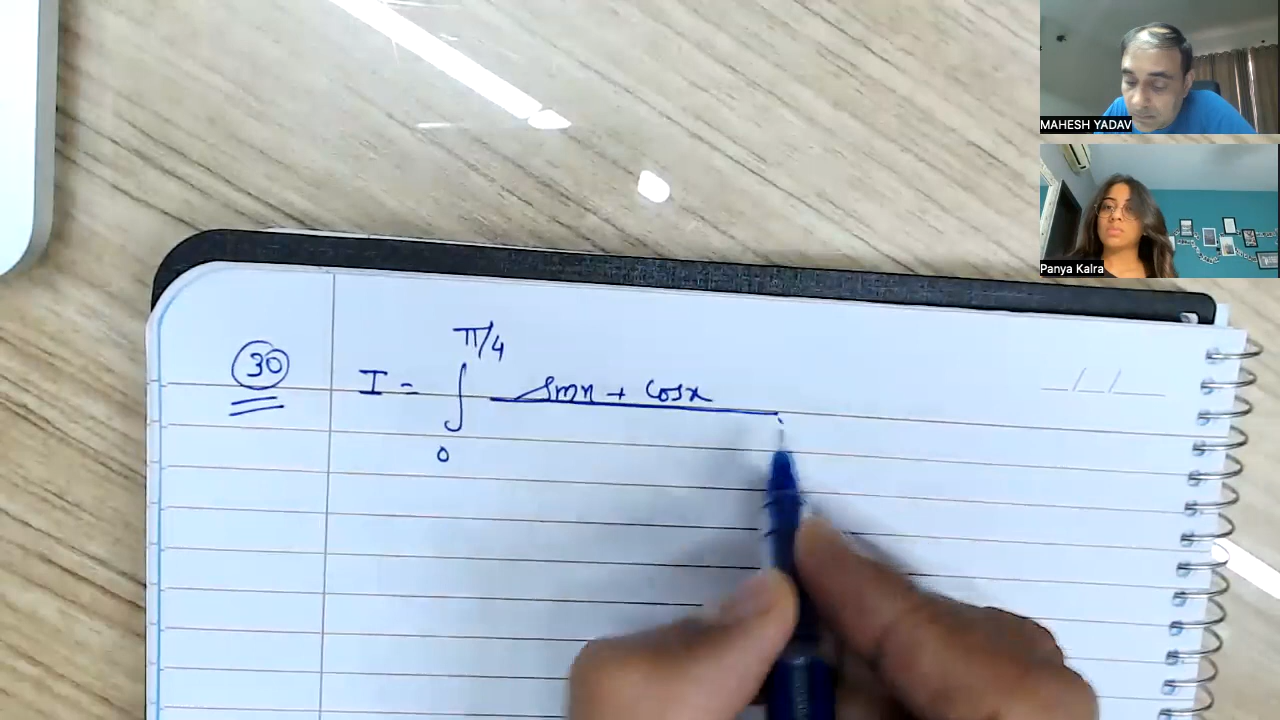 MAHESH YADAV
Panya Kalra
30
I = ∫
π/4
0
sinx + cosx
_/_/_